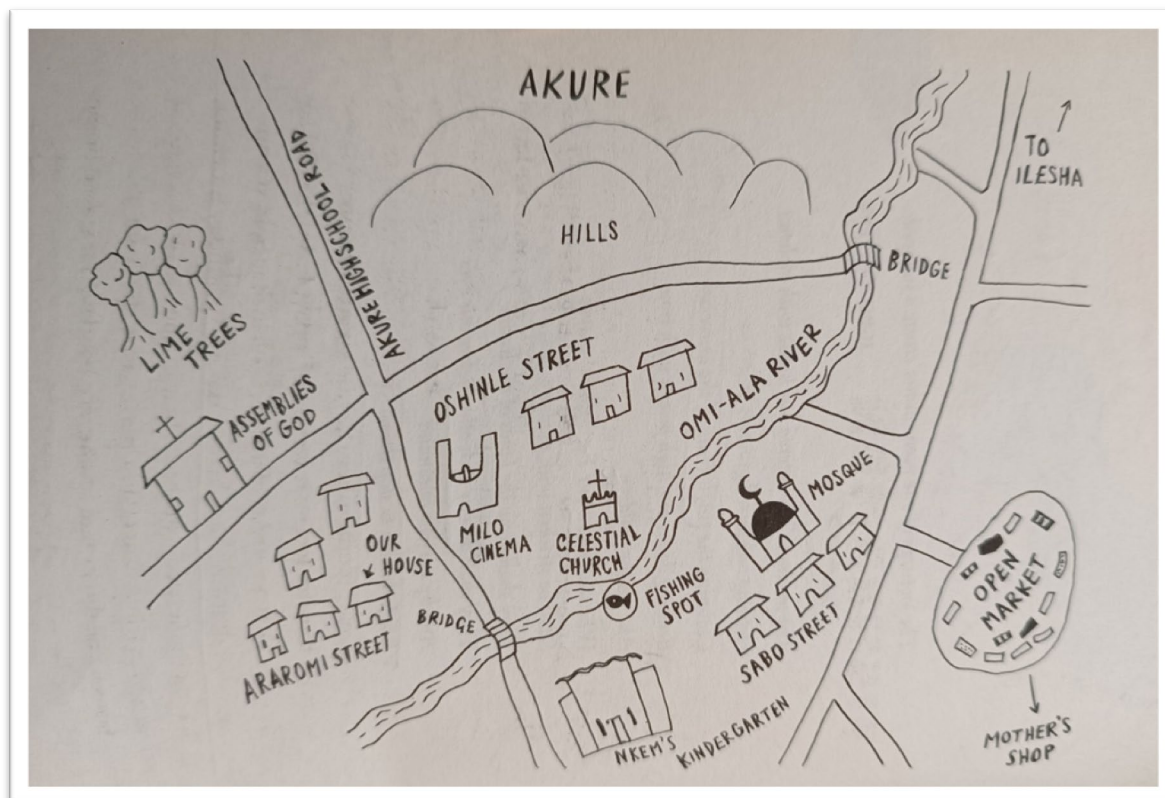 AKURE
AKURE HIGH SCHOOL ROAD
TO
ILESHA
HILLS
BRIDGE
LIME
TREES
OSHINLE STREET
OMI-ALA RIVER
ASSEMBLIES
OF GOD
MOSQUE
MILO
CINEMA
CELESTIAL
CHURCH
OUR
HOUSE
OPEN
MARKET
FISHING
SPOT
BRIDGE
SABO STREET
ARAROMI STREET
NKEM'S
KINDERGARTEN
MOTHER'S
SHOP